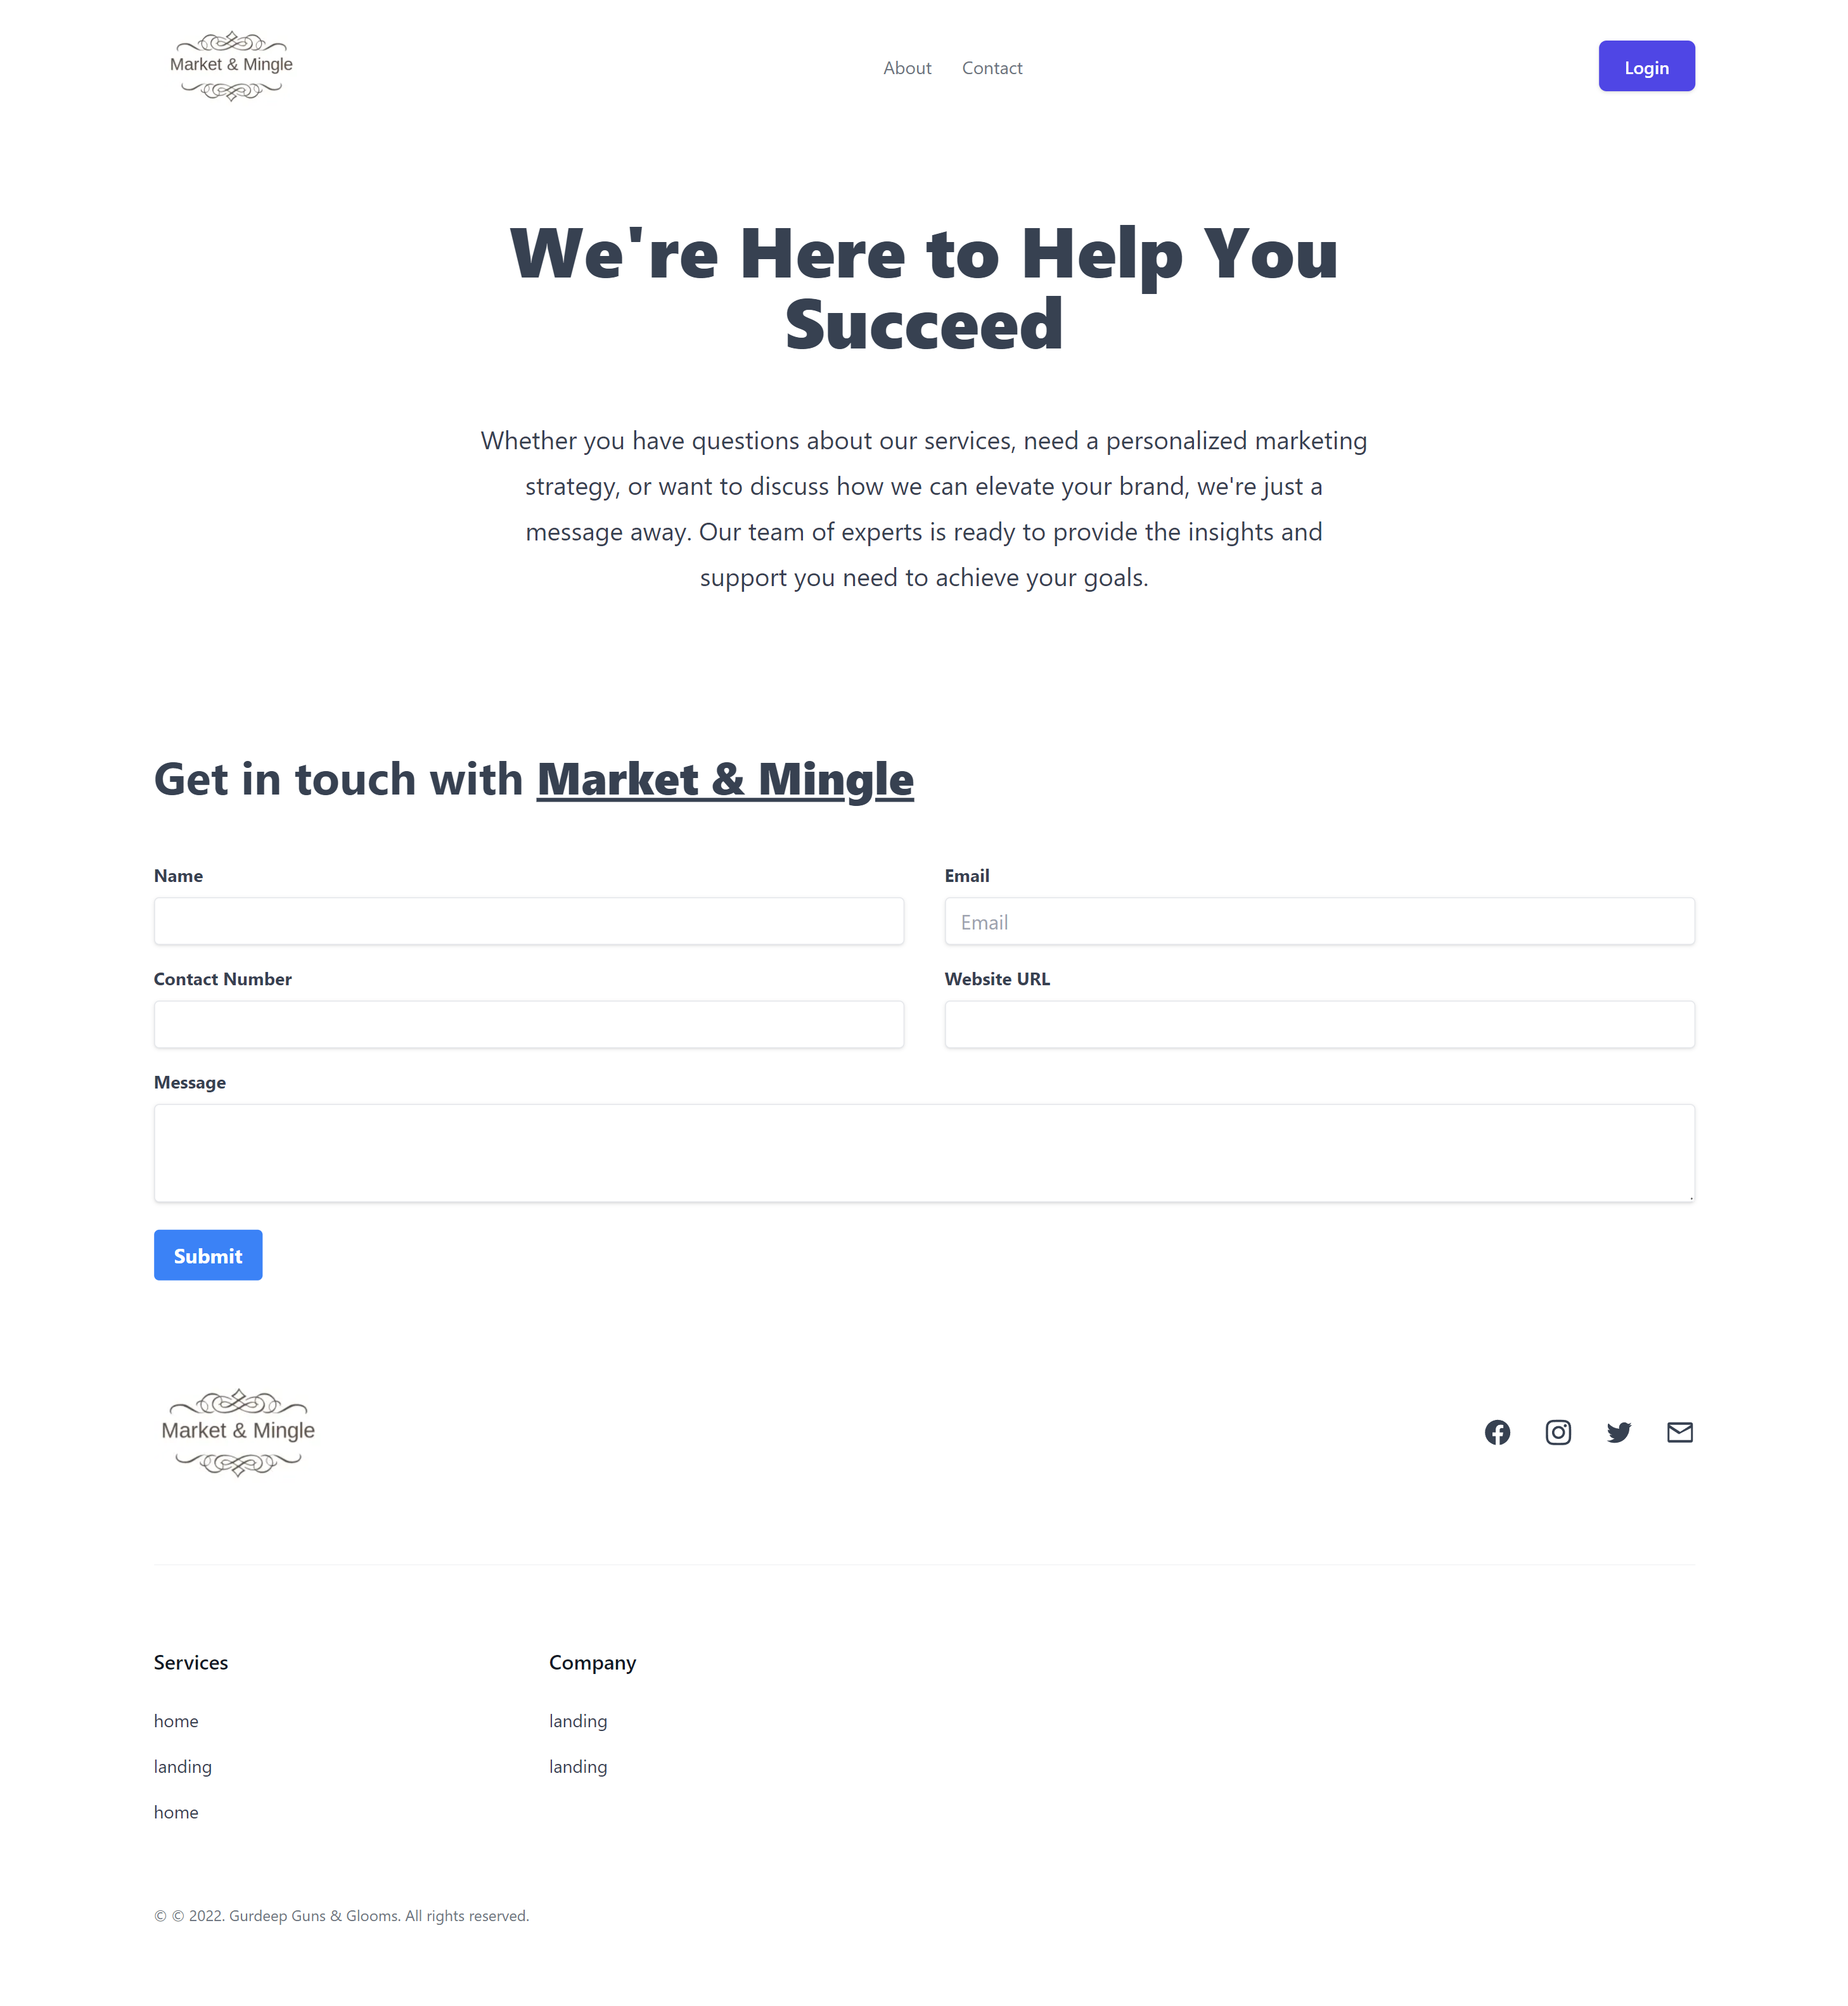 Market & Mingle
About Contact
Login
We're Here to Help You
Succeed
Whether you have questions about our services, need a personalized marketing
strategy, or want to discuss how we can elevate your brand, we're just a
message away. Our team of experts is ready to provide the insights and
support you need to achieve your goals.
Get in touch with Market & Mingle
Name
Email
Email
Contact Number
Website URL
Message
Submit
Market & Mingle
Services
home
landing
home
Company
landing
landing
© © 2022. Gurdeep Guns & Glooms. All rights reserved.